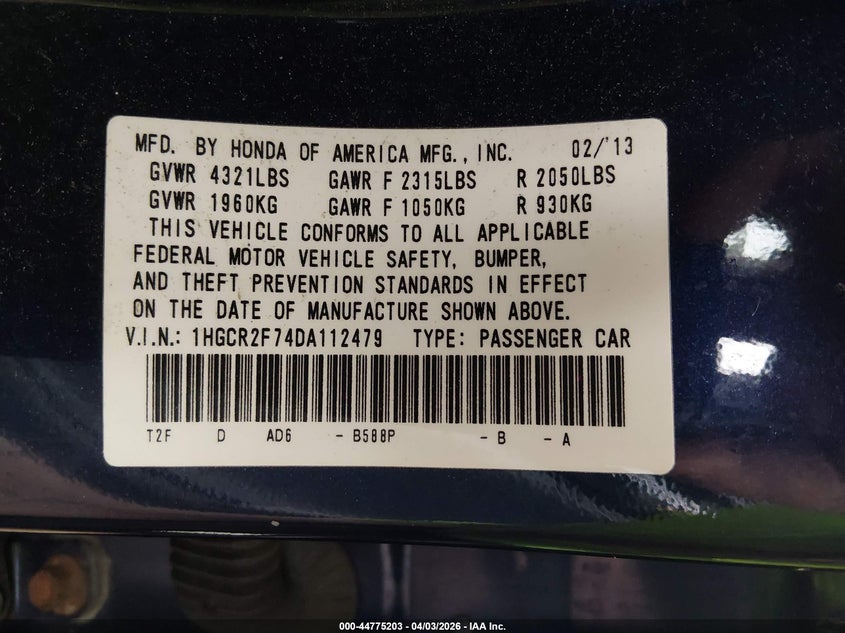 MFD. BY HONDA OF AMERICA MFG., INC. 02/'13
GVWR 4321LBS GAWR F 2315LBS R 2050LBS
GVWR 1960KG GAWR F 1050KG R 930KG
THIS VEHICLE CONFORMS TO ALL APPLICABLE
FEDERAL MOTOR VEHICLE SAFETY, BUMPER,
AND THEFT PREVENTION STANDARDS IN EFFECT
ON THE DATE OF MANUFACTURE SHOWN ABOVE.
V.I.N.: 1HGCR2F74DA112479 TYPE: PASSENGER CAR
T2F D AD6 - B588P - B - A
000-44775203 - 04/03/2026 - IAA Inc.